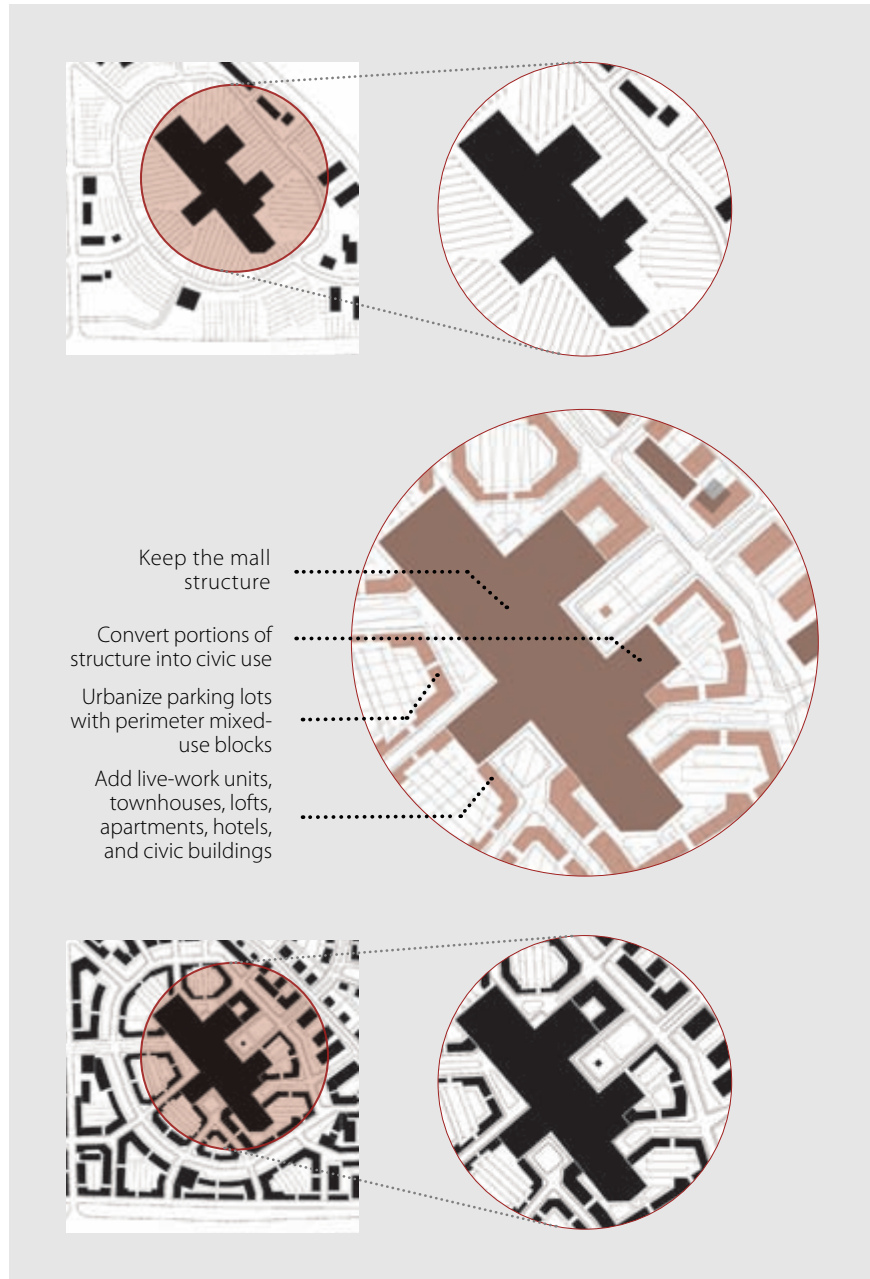 Keep the mall
structure
Convert portions of
structure into civic use
Urbanize parking lots
with perimeter mixed-
use blocks
Add live-work units,
townhouses, lofts,
apartments, hotels,
and civic buildings